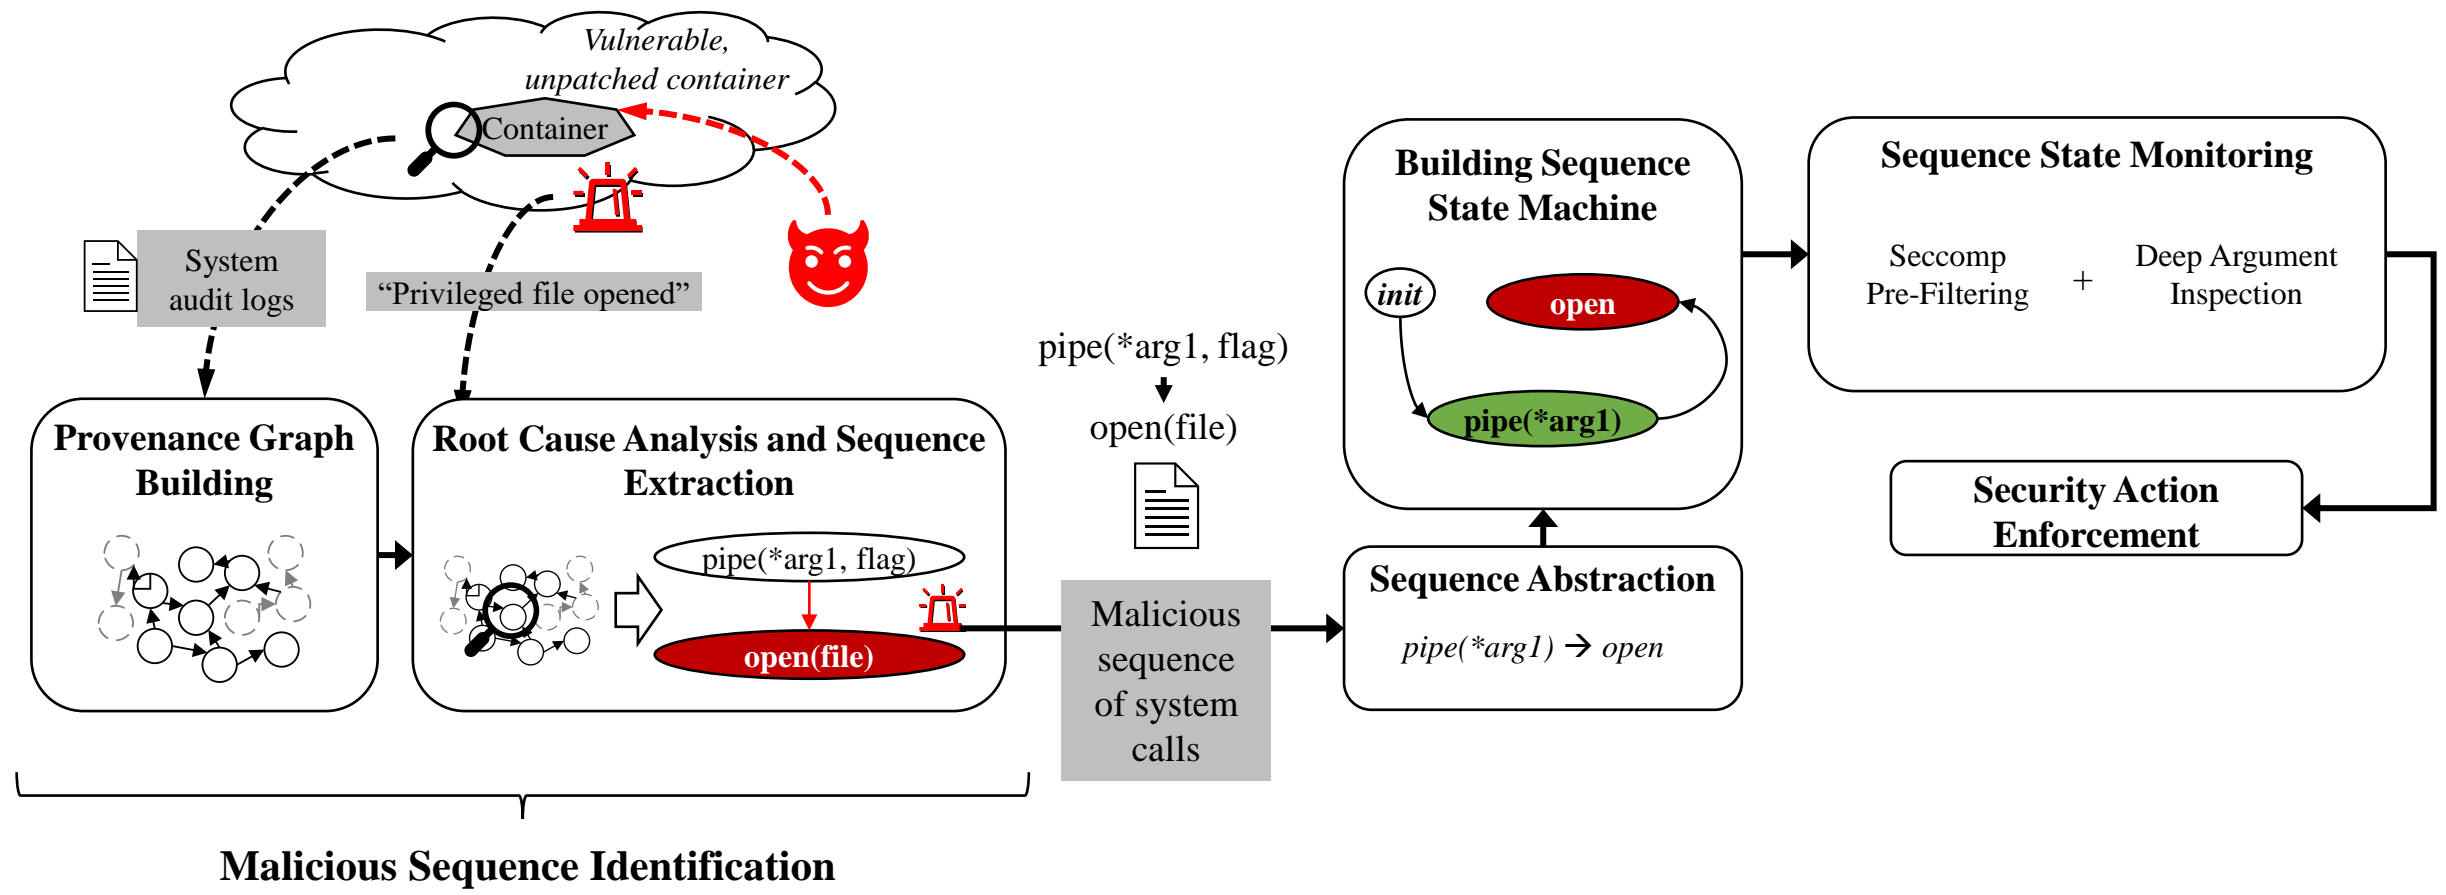 Vulnerable,
unpatched container
Container
System
audit logs
“Privileged file opened”
Provenance Graph
Building
Root Cause Analysis and Sequence
Extraction
pipe(*arg1, flag)
open(file)
Malicious Sequence Identification
pipe(*arg1, flag)
open(file)
Malicious
sequence
of system
calls
Building Sequence
State Machine
init
open
pipe(*arg1)
Sequence Abstraction
pipe(*arg1) → open
Sequence State Monitoring
Seccomp
Pre-Filtering
+
Deep Argument
Inspection
Security Action
Enforcement